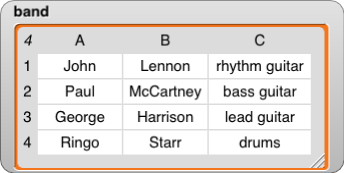 band
4 A B C
1 John Lennon rhythm guitar
2 Paul McCartney bass guitar
3 George Harrison lead guitar
4 Ringo Starr drums